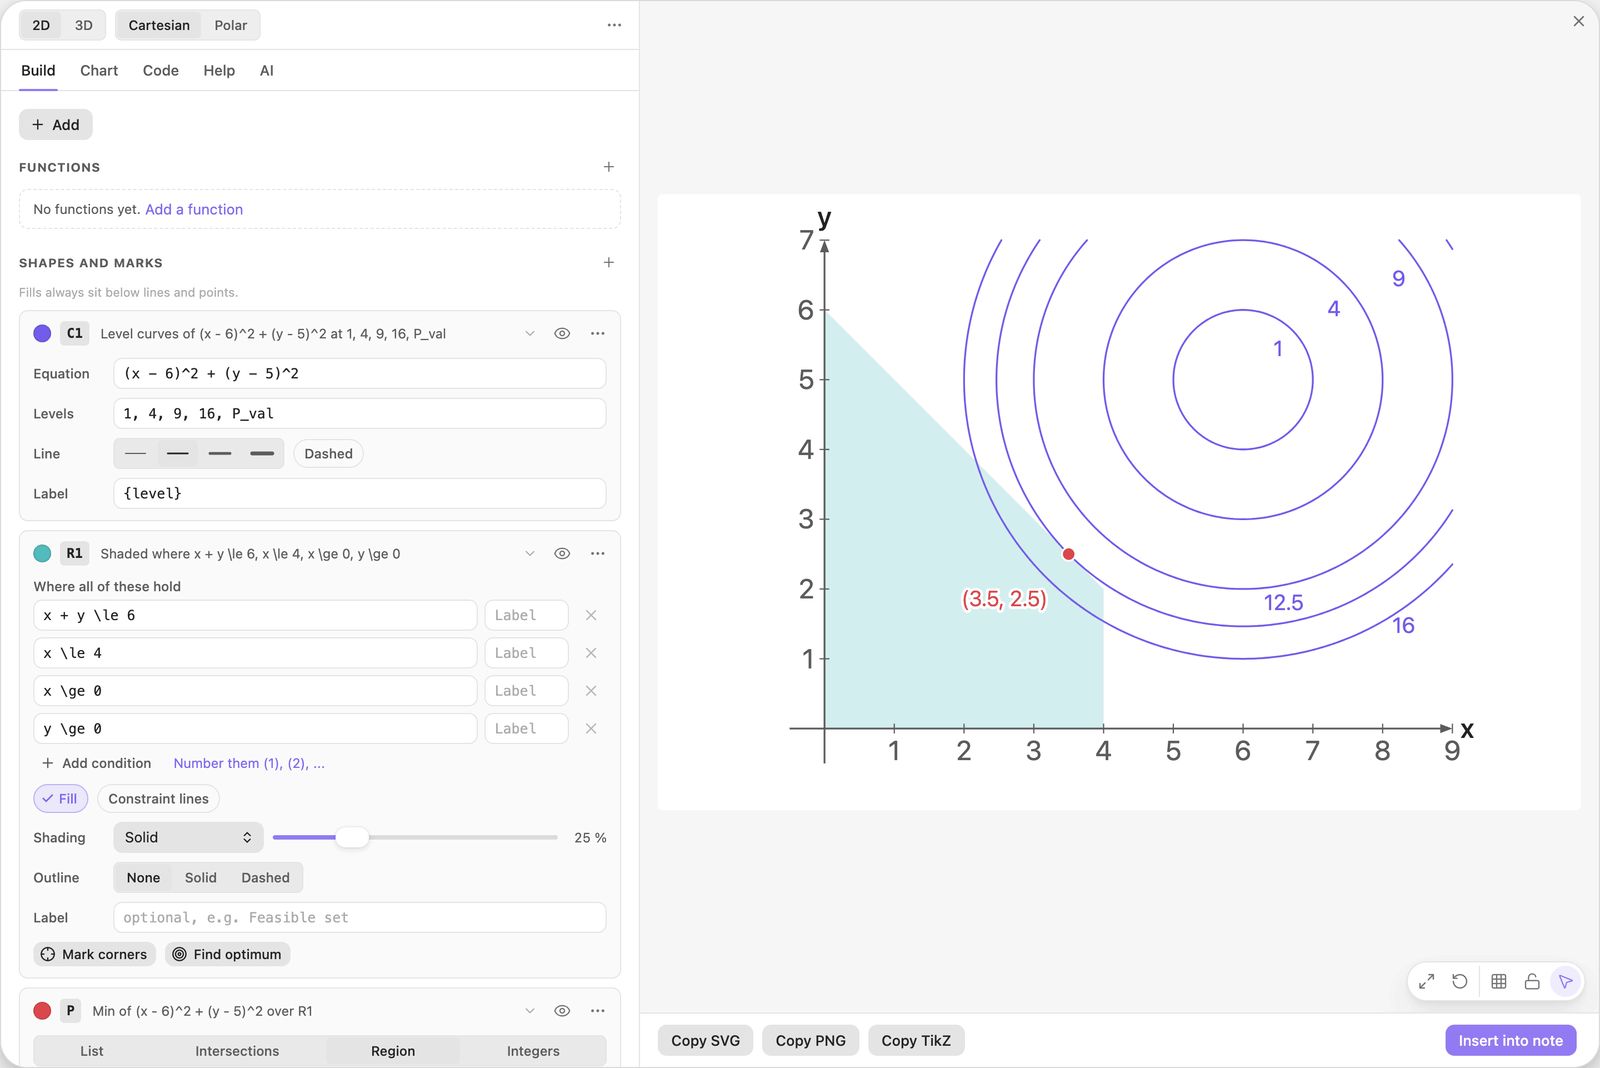 2D 3D Cartesian Polar
Build Chart Code Help AI
+ Add
FUNCTIONS
No functions yet. Add a function
SHAPES AND MARKS
Fills always sit below lines and points.
C1 Level curves of (x - 6)^2 + (y - 5)^2 at 1, 4, 9, 16, P_val
Equation (x − 6)^2 + (y − 5)^2
Levels 1, 4, 9, 16, P_val
Line Dashed
Label {level}
R1 Shaded where x + y \le 6, x \le 4, x \ge 0, y \ge 0
Where all of these hold
x + y \le 6 Label
x \le 4 Label
x \ge 0 Label
y \ge 0 Label
+ Add condition Number them (1), (2), ...
Fill Constraint lines
Shading Solid 25 %
Outline None Solid Dashed
Label optional, e.g. Feasible set
Mark corners Find optimum
P Min of (x - 6)^2 + (y - 5)^2 over R1
List Intersections Region Integers
y
7
6
5
4
3
2
1
1 2 3 4 5 6 7 8 9
x
9
4
1
(3.5, 2.5)
12.5
16
Copy SVG Copy PNG Copy TikZ
Insert into note